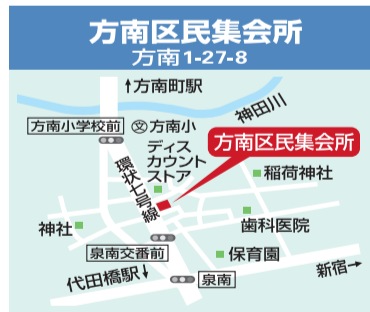 方南区民集会所
方南1-27-8
↑方南町駅
神田川
方南小学校前
文方南小
方南区民集会所
ディス
カウント
ストア
環状七号線
稲荷神社
神社
歯科医院
泉南交番前
保育園
代田橋駅↓
泉南
新宿→